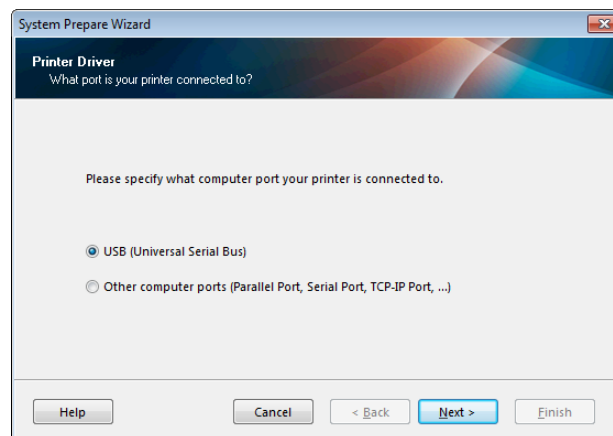 System Prepare Wizard
Printer Driver
What port is your printer connected to?
Please specify what computer port your printer is connected to.
USB (Universal Serial Bus)
Other computer ports (Parallel Port, Serial Port, TCP-IP Port, ...)
Help Cancel < Back Next > Finish